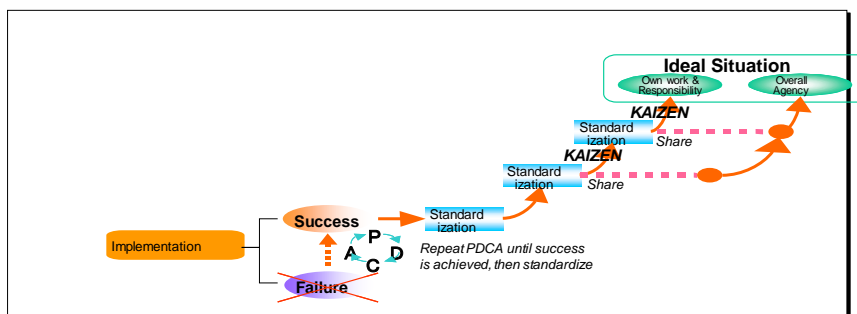 Ideal Situation
Own work &
Responsibility
Overall
Agency
KAIZEN
Standard
ization
Share
KAIZEN
Standard
ization
Share
Success
Standard
ization
P
A
D
C
Implementation
Repeat PDCA until success
is achieved, then standardize
Failure